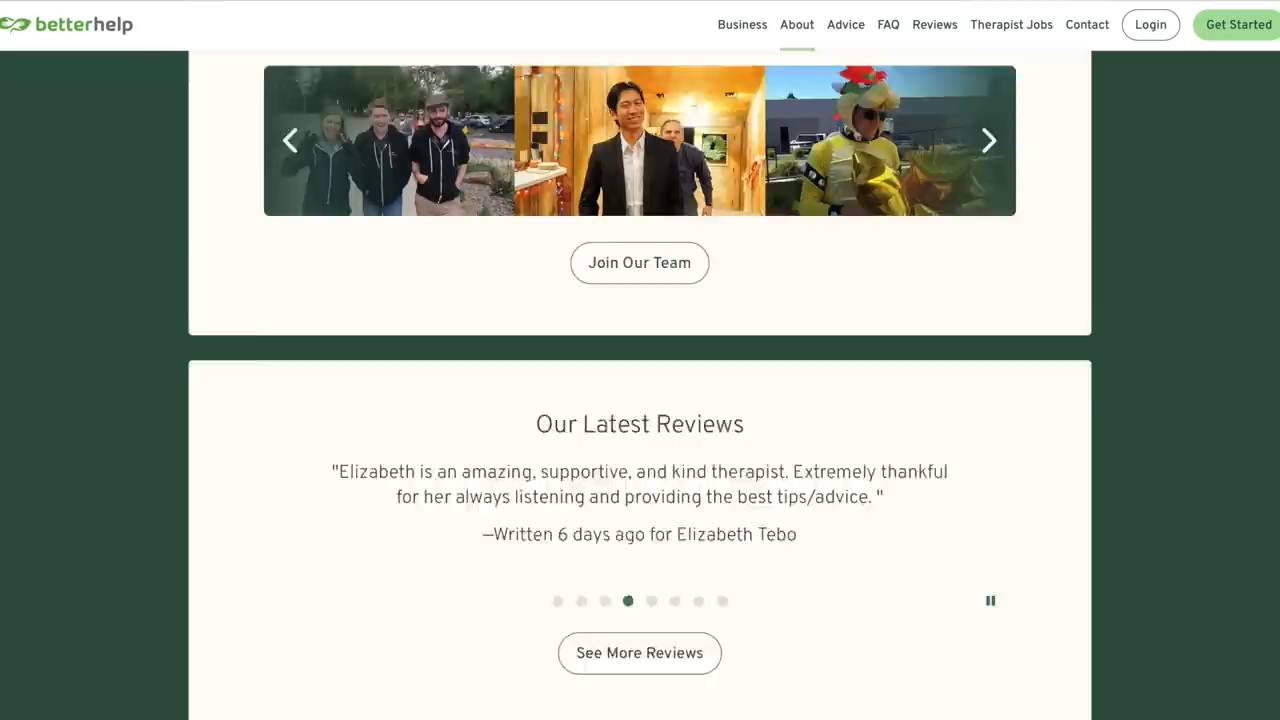 betterhelp
Business About Advice FAQ Reviews Therapist Jobs Contact Login Get Started
Join Our Team
Our Latest Reviews
"Elizabeth is an amazing, supportive, and kind therapist. Extremely thankful
for her always listening and providing the best tips/advice. "
—Written 6 days ago for Elizabeth Tebo
See More Reviews